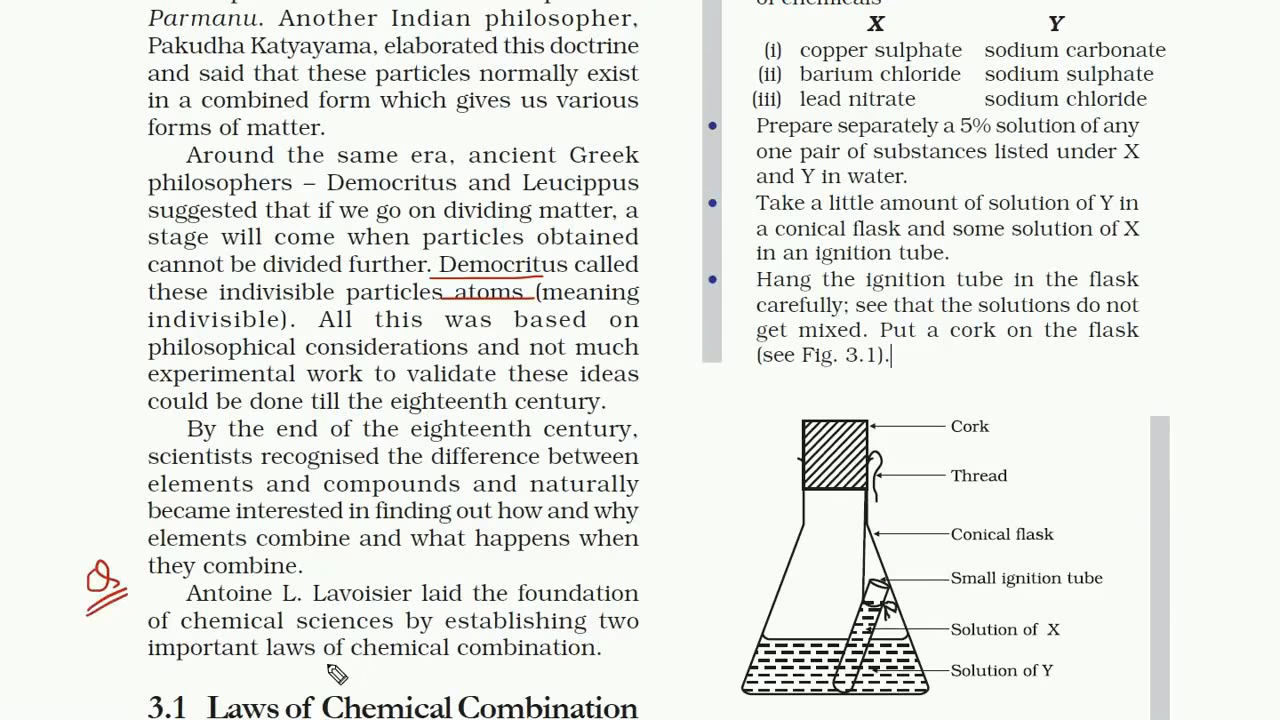 Parmanu. Another Indian philosopher,
Pakudha Katyayama, elaborated this doctrine
and said that these particles normally exist
in a combined form which gives us various
forms of matter.
Around the same era, ancient Greek
philosophers – Democritus and Leucippus
suggested that if we go on dividing matter, a
stage will come when particles obtained
cannot be divided further. Democritus called
these indivisible particles atoms (meaning
indivisible). All this was based on
philosophical considerations and not much
experimental work to validate these ideas
could be done till the eighteenth century.
By the end of the eighteenth century,
scientists recognised the difference between
elements and compounds and naturally
became interested in finding out how and why
elements combine and what happens when
they combine.
Q.
Antoine L. Lavoisier laid the foundation
of chemical sciences by establishing two
important laws of chemical combination.
3.1 Laws of Chemical Combination
of chemicals
X Y
(i) copper sulphate sodium carbonate
(ii) barium chloride sodium sulphate
(iii) lead nitrate sodium chloride
• Prepare separately a 5% solution of any
one pair of substances listed under X
and Y in water.
• Take a little amount of solution of Y in
a conical flask and some solution of X
in an ignition tube.
• Hang the ignition tube in the flask
carefully; see that the solutions do not
get mixed. Put a cork on the flask
(see Fig. 3.1).
Cork
Thread
Conical flask
Small ignition tube
Solution of X
Solution of Y